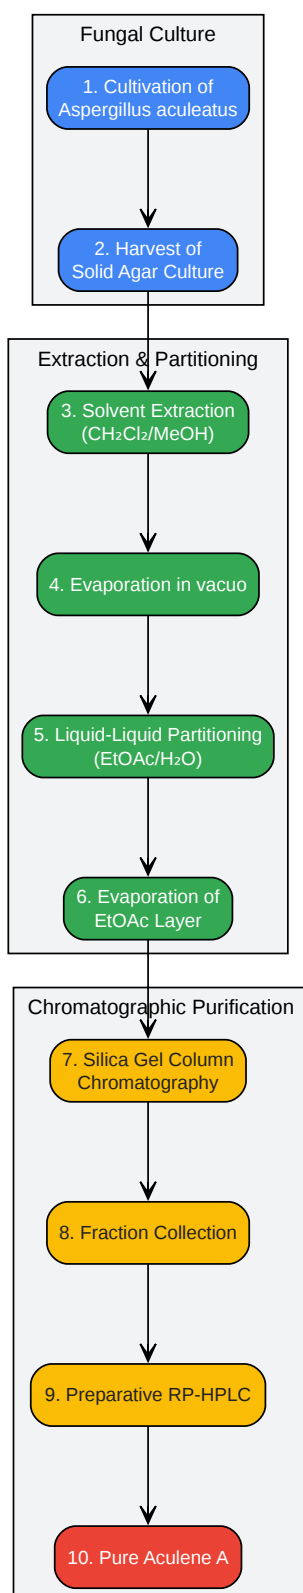 Fungal Culture
1. Cultivation of
Aspergillus aculeatus
2. Harvest of
Solid Agar Culture
Extraction & Partitioning
3. Solvent Extraction
(CH₂Cl₂/MeOH)
4. Evaporation in vacuo
5. Liquid-Liquid Partitioning
(EtOAc/H₂O)
6. Evaporation of
EtOAc Layer
Chromatographic Purification
7. Silica Gel Column
Chromatography
8. Fraction Collection
9. Preparative RP-HPLC
10. Pure Aculene A